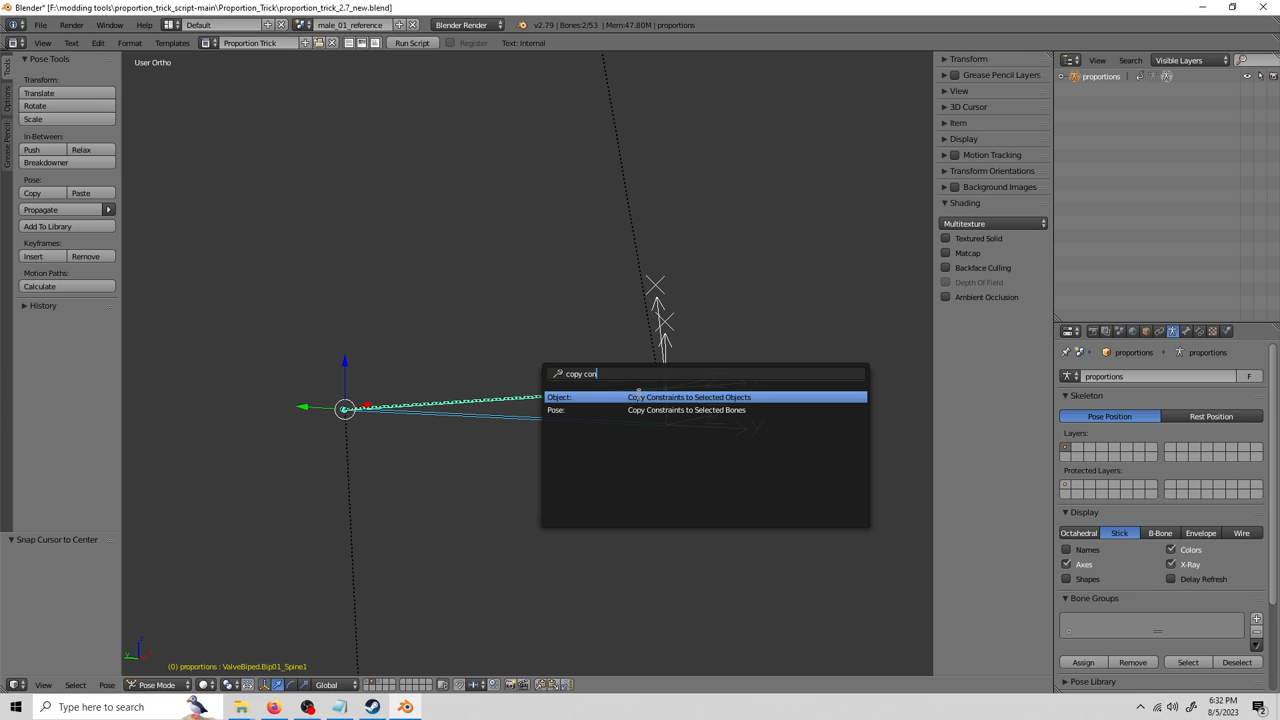 Blender* [F:\modding tools\proportion_trick_script-main\Proportion_Trick\proportion_trick_2.7_new.blend]
File Render Window Help Default male_01_reference Blender Render v2.79 | Bones:2/53 | Mem:47.80M | proportions
View Text Edit Format Templates Proportion Trick Run Script Register Text: Internal
Pose Tools
Transform:
Translate
Rotate
Scale
In-Between:
Push Relax
Breakdowner
Pose:
Copy Paste
Propagate
Add To Library
Keyframes:
Insert Remove
Motion Paths:
Calculate
History
Snap Cursor to Center
Tools
Options
Grease Pencil
User Ortho
copy con
Object: Copy Constraints to Selected Objects
Pose: Copy Constraints to Selected Bones
(0) proportions : ValveBiped.Bip01_Spine1
View Select Pose Pose Mode Global
Transform
Grease Pencil Layers
View
3D Cursor
Item
Display
Motion Tracking
Transform Orientations
Background Images
Shading
Multitexture
Textured Solid
Matcap
Backface Culling
Depth Of Field
Ambient Occlusion
View Search Visible Layers
proportions
proportions proportions
proportions F
Skeleton
Pose Position Rest Position
Layers:
Protected Layers:
Display
Octahedral Stick B-Bone Envelope Wire
Names Colors
Axes X-Ray
Shapes Delay Refresh
Bone Groups
Assign Remove Select Deselect
Pose Library
Type here to search
6:32 PM
8/5/2023
2